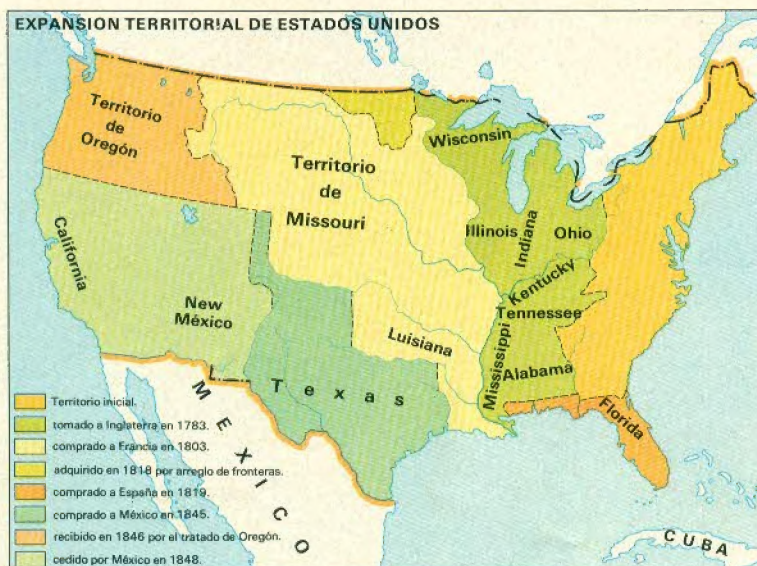 EXPANSION TERRITORIAL DE ESTADOS UNIDOS
Territorio
de
Oregón
Territorio
de
Missouri
Wisconsin
Illinois
Indiana
Ohio
Kentucky
Tennessee
Mississippi
Alabama
California
New
México
Luisiana
Texas
Florida
MEXICO
CUBA
Territorio inicial.
tomado a Inglaterra en 1783.
comprado a Francia en 1803.
adquirido en 1818 por arreglo de fronteras.
comprado a España en 1819.
comprado a México en 1845.
recibido en 1846 por el tratado de Oregón.
cedido por México en 1848.